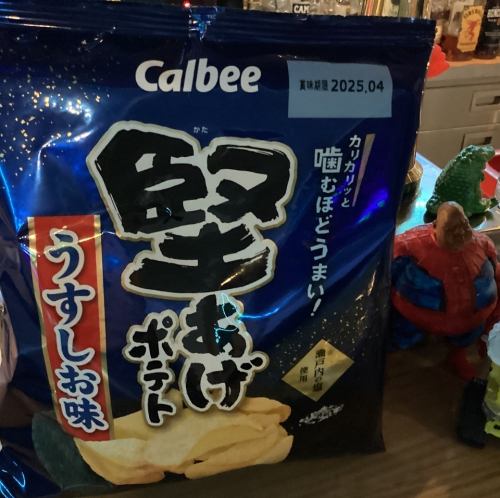 Calbee
賞味期限 2025.04
カリカリッと
噛むほどうまい!
かた
堅あげ
ポテト
うすしお味
瀬戸内の塩
使用